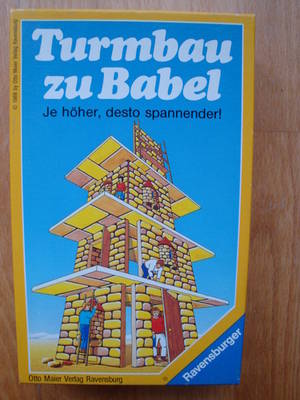 Turmbau
zu Babel
Je höher, desto spannender!
Otto Maier Verlag Ravensburg
Ravensburger